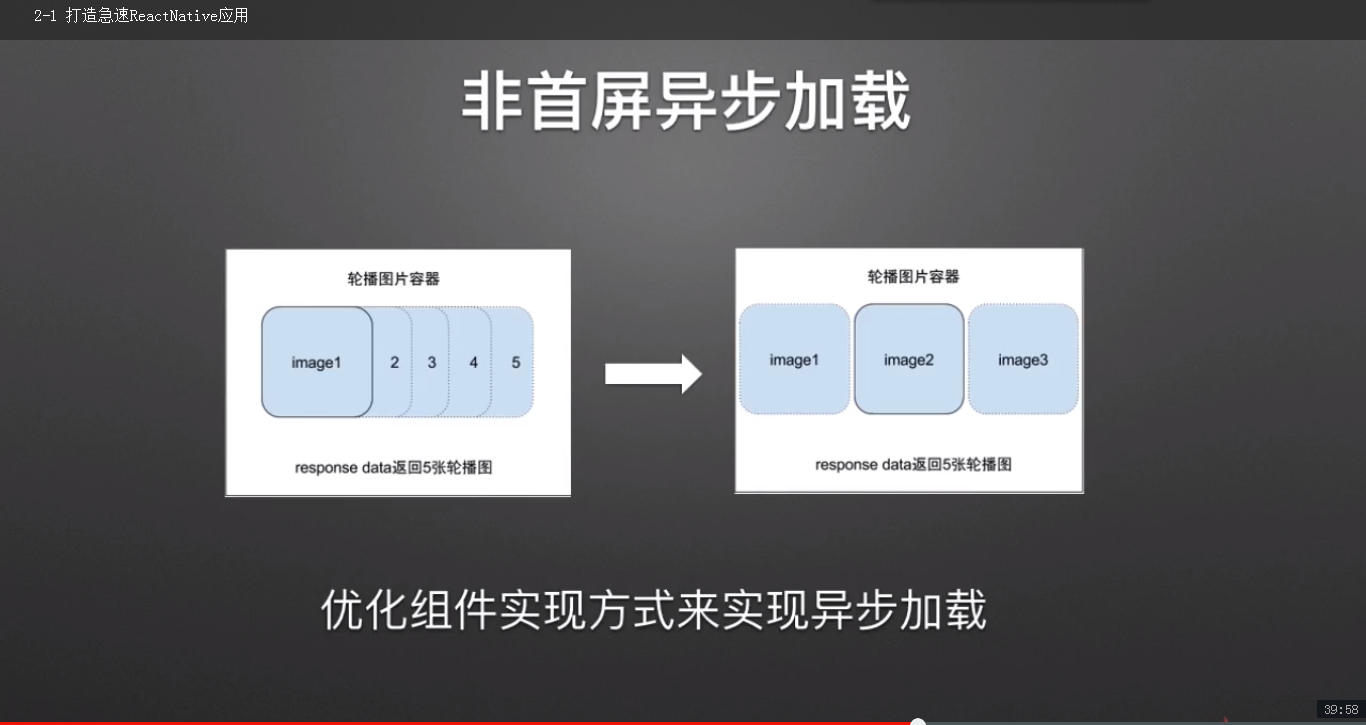 2-1 打造急速ReactNative应用
非首屏异步加载
轮播图片容器
image1 2 3 4 5
response data返回5张轮播图
轮播图片容器
image1 image2 image3
response data返回5张轮播图
优化组件实现方式来实现异步加载
39:58